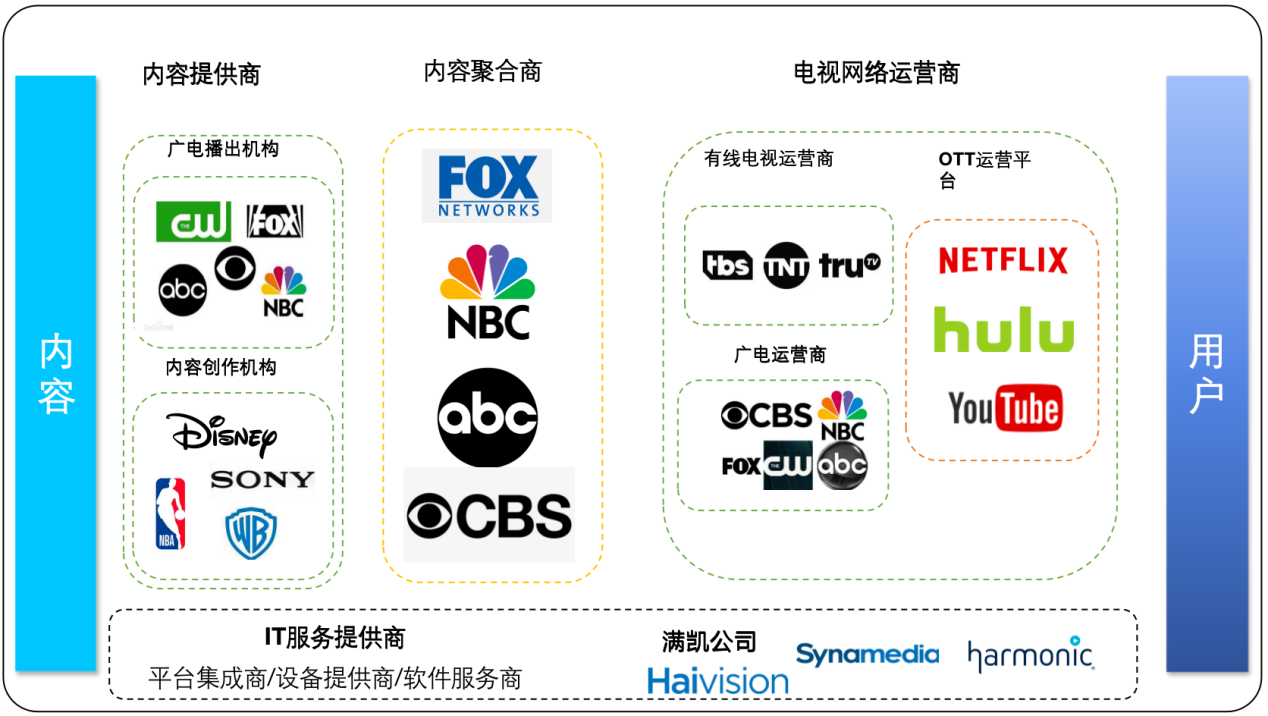 内容提供商
内容聚合商
电视网络运营商
广电播出机构
THE CW
FOX
abc
NBC
内容创作机构
Disney
SONY
NBA
WB
FOX
NETWORKS
NBC
abc
CBS
有线电视运营商
tbs
TNT
truTV
广电运营商
CBS
NBC
FOX
THE CW
abc
OTT运营平
台
NETFLIX
hulu
YouTube
内
容
用
户
IT服务提供商
平台集成商/设备提供商/软件服务商
满凯公司
Haivision
Synamedia
harmonic